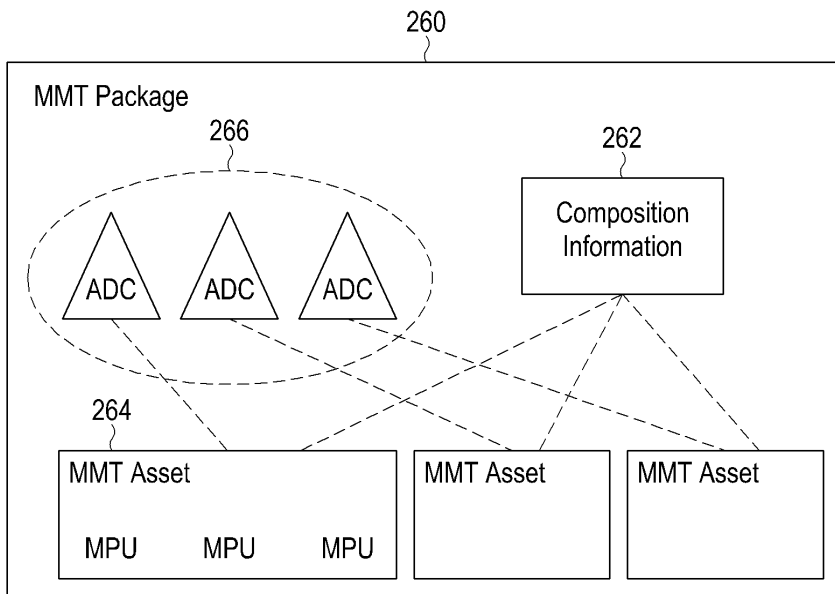 260
MMT Package
266
262
Composition
Information
ADC
ADC
ADC
264
MMT Asset
MMT Asset
MMT Asset
MPU
MPU
MPU